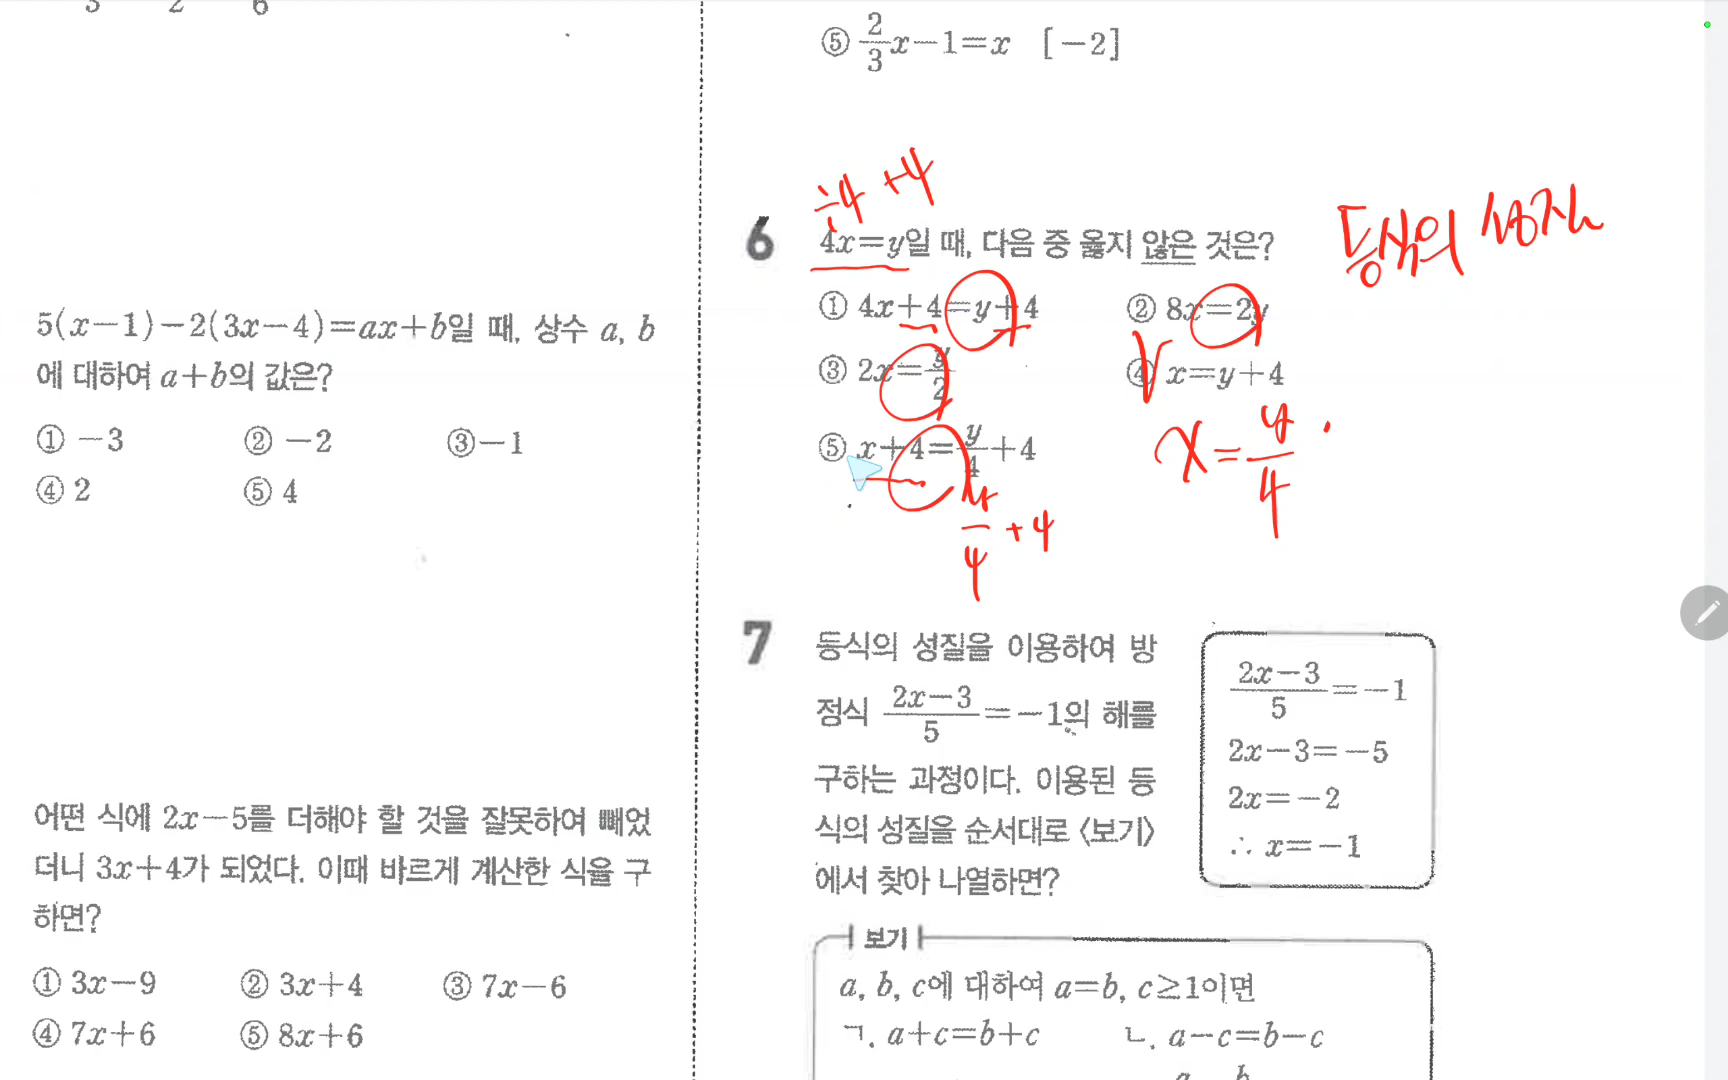 3 2 6
5(x-1)-2(3x-4)=ax+b일 때, 상수 a, b
에 대하여 a+b의 값은?
① -3 ② -2 ③ -1
④ 2 ⑤ 4
어떤 식에 2x-5를 더해야 할 것을 잘못하여 빼었
더니 3x+4가 되었다. 이때 바르게 계산한 식을 구
하면?
① 3x-9 ② 3x+4 ③ 7x-6
④ 7x+6 ⑤ 8x+6
⑤ 2/3x-1=x [-2]
÷4 +4
등식의 성질
6 4x=y일 때, 다음 중 옳지 않은 것은?
① 4x+4=y+4 ② 8x=2y
③ 2x=y/2 ④ x=y+4
⑤ x+4=y/4+4
x=y/4
y/4+4
7 등식의 성질을 이용하여 방
정식 (2x-3)/5=-1의 해를
구하는 과정이다. 이용된 등
식의 성질을 순서대로 〈보기〉
에서 찾아 나열하면?
(2x-3)/5=-1
2x-3=-5
2x=-2
∴ x=-1
보기
a, b, c에 대하여 a=b, c≥1이면
ㄱ. a+c=b+c ㄴ. a-c=b-c